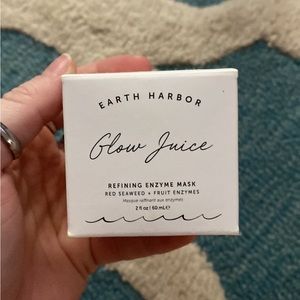 EARTH HARBOR
Glow Juice
REFINING ENZYME MASK
RED SEAWEED + FRUIT ENZYMES
Masque raffinant aux enzymes
2 fl oz | 60 mL ℮